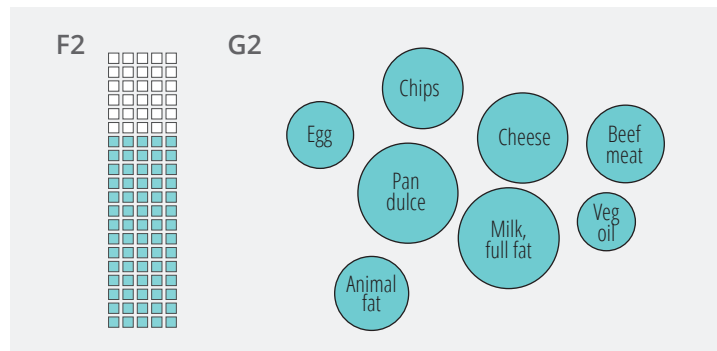 F2
G2
Chips
Egg
Cheese
Beef
meat
Pan
dulce
Veg
oil
Milk,
full fat
Animal
fat